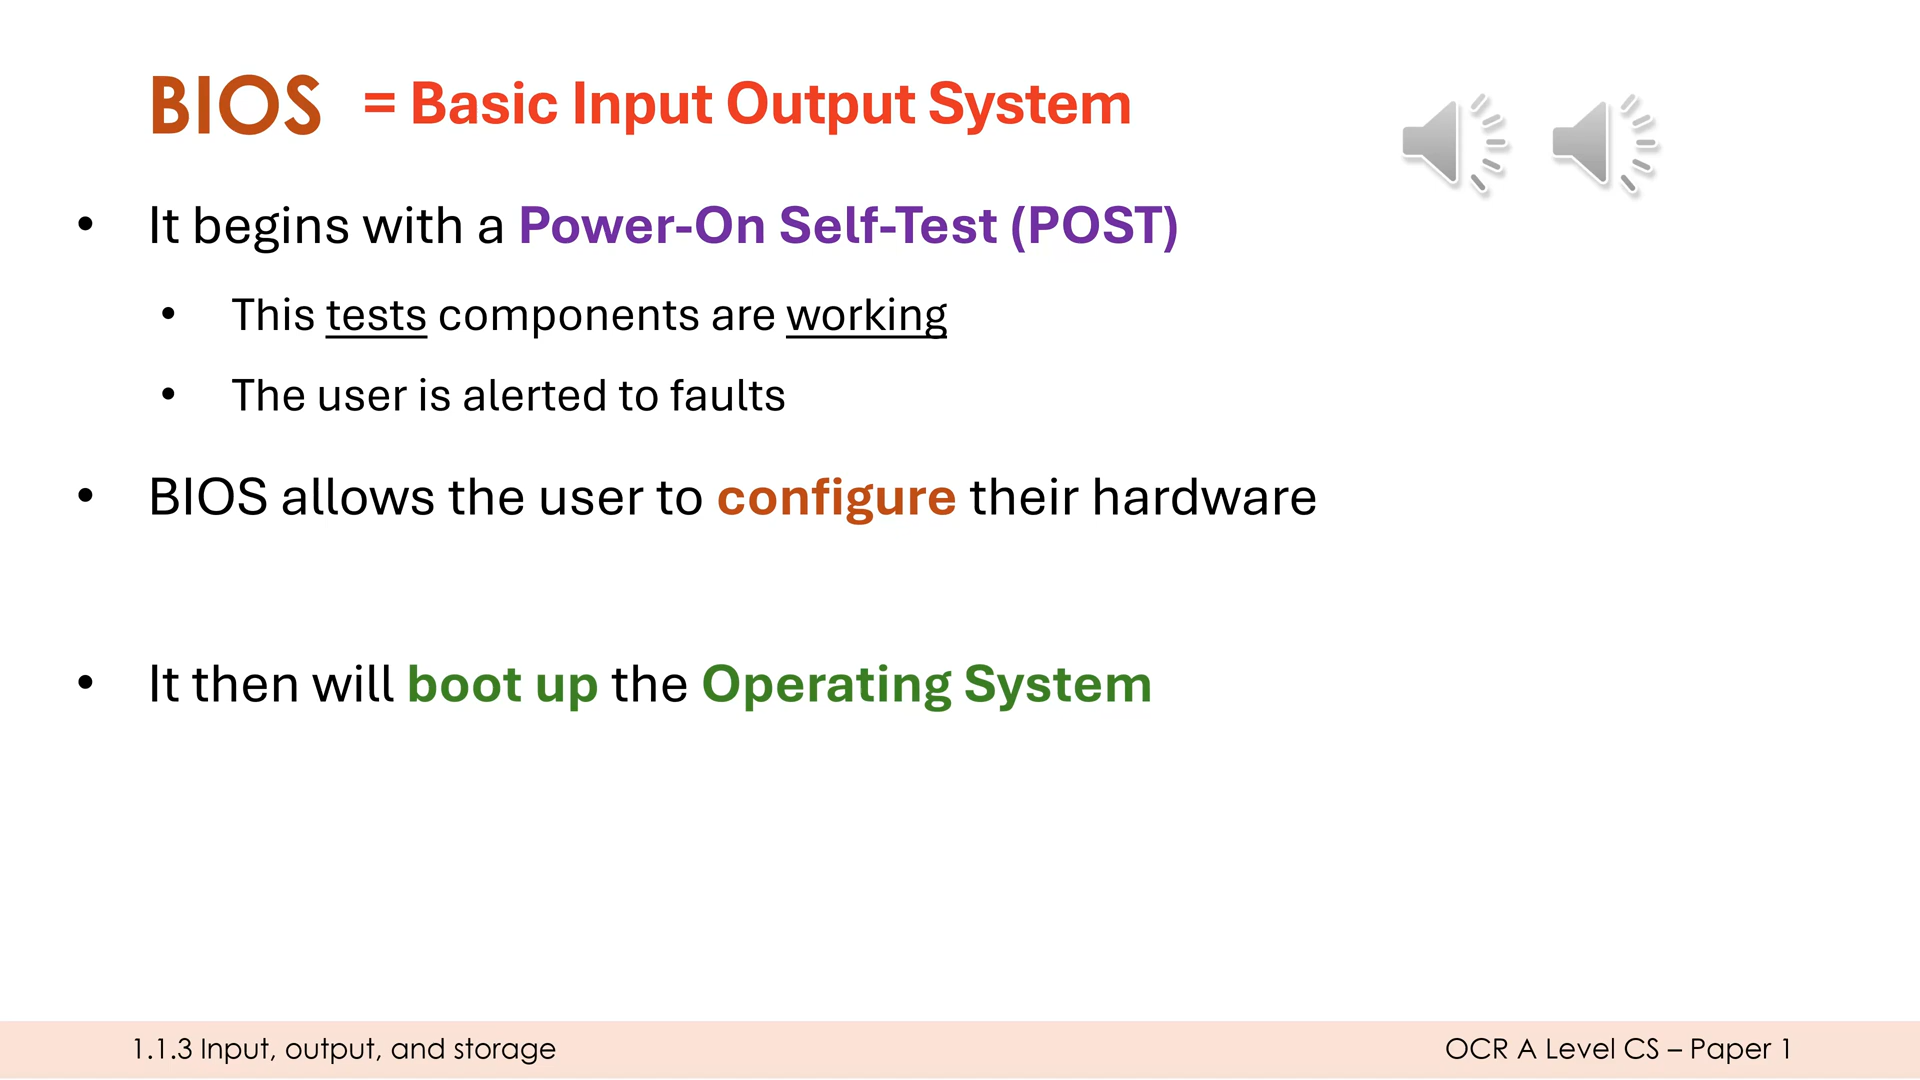 BIOS = Basic Input Output System
• It begins with a Power-On Self-Test (POST)
• This tests components are working
• The user is alerted to faults
• BIOS allows the user to configure their hardware
• It then will boot up the Operating System
1.1.3 Input, output, and storage
OCR A Level CS – Paper 1